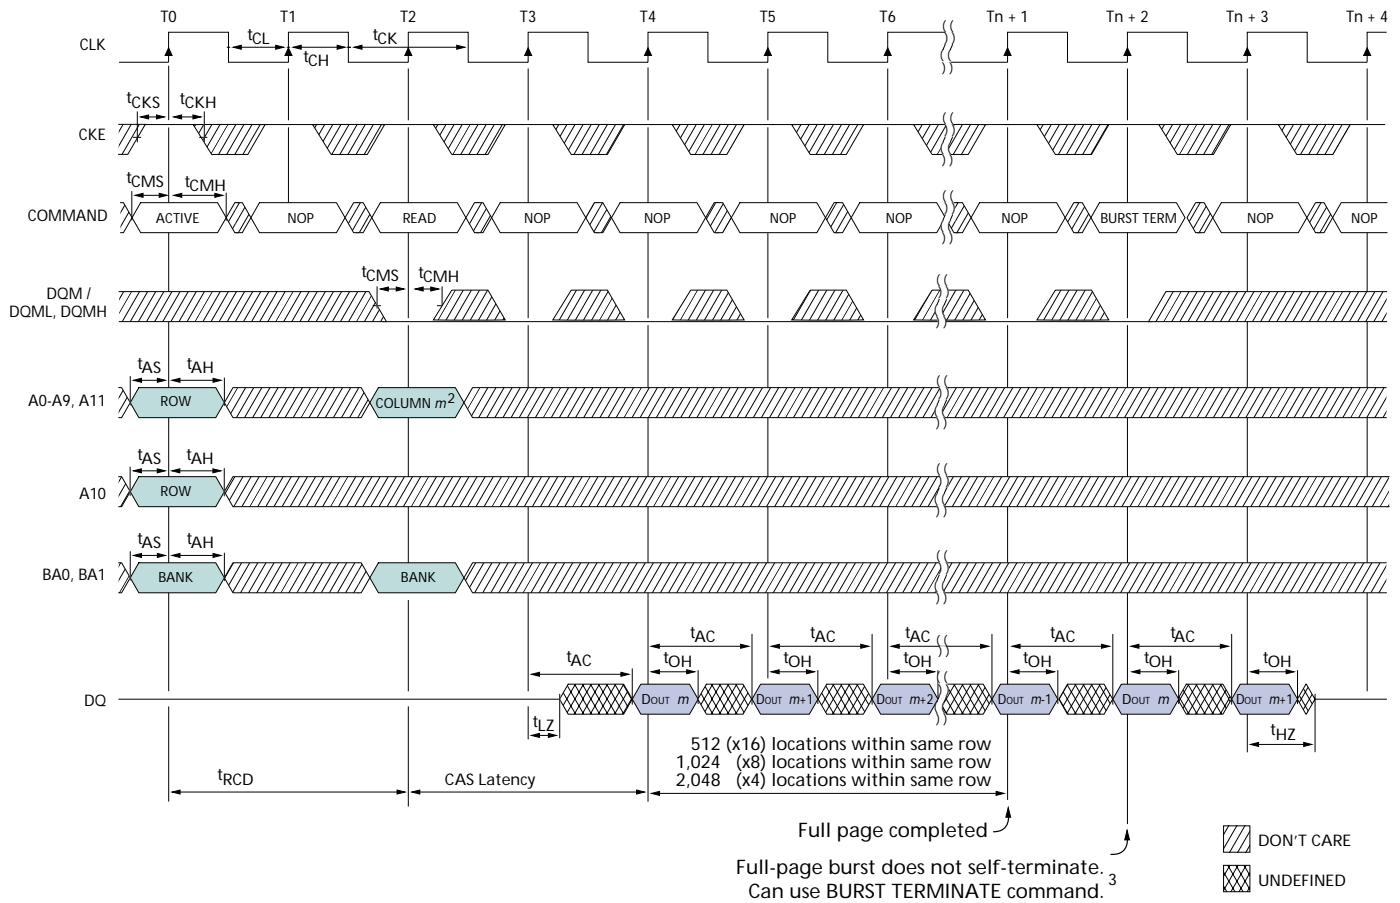 T0 T1 T2 T3 T4 T5 T6 Tn + 1 Tn + 2 Tn + 3 Tn + 4
CLK tCL tCH tCK
tCKS tCKH
CKE
tCMS tCMH
COMMAND ACTIVE NOP READ NOP NOP NOP NOP NOP BURST TERM NOP NOP
tCMS tCMH
DQM /
DQML, DQMH
tAS tAH
A0-A9, A11 ROW COLUMN m2
tAS tAH
A10 ROW
tAS tAH
BA0, BA1 BANK BANK
tAC tAC tAC tAC tAC tAC
tOH tOH tOH tOH tOH tOH
DQ DOUT m DOUT m+1 DOUT m+2 DOUT m-1 DOUT m DOUT m+1
tLZ tHZ
512 (x16) locations within same row
1,024 (x8) locations within same row
2,048 (x4) locations within same row
tRCD CAS Latency
Full page completed
Full-page burst does not self-terminate.
Can use BURST TERMINATE command. 3
DON'T CARE
UNDEFINED